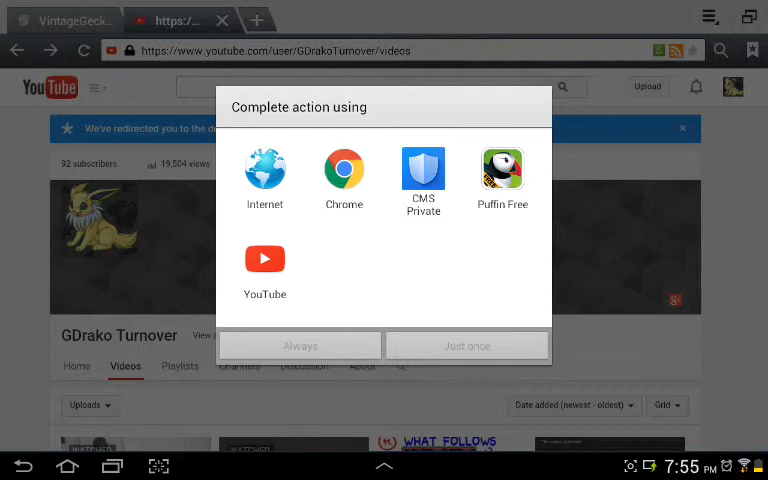 VintageGeck...
https:/...
https://www.youtube.com/user/GDrakoTurnover/videos
YouTube
Upload
We've redirected you to the de
92 subscribers
19,504 views
Complete action using
Internet
Chrome
CMS
Private
Puffin Free
YouTube
Always
Just once
GDrako Turnover
View a
Home
Videos
Playlists
Channels
Discussion
About
Uploads
Date added (newest - oldest)
Grid
WATCHED
WATCHED
WHAT FOLLOWS
7:55 PM